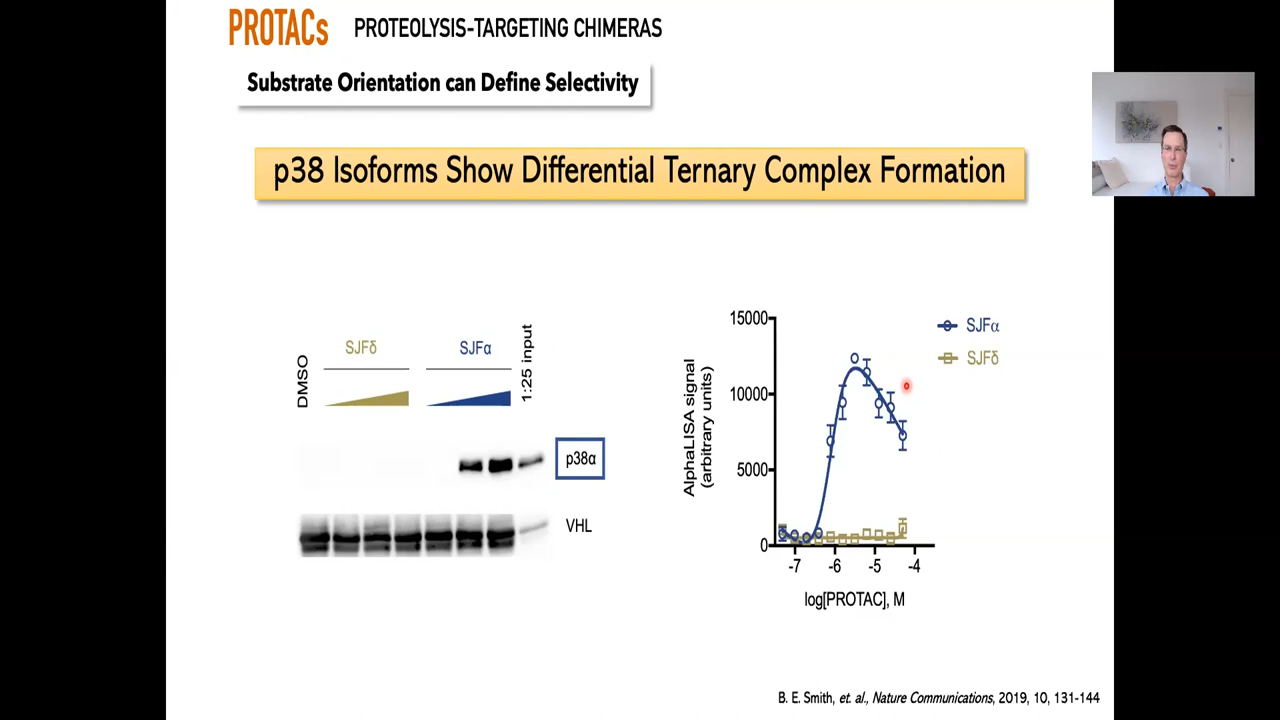 PROTACs PROTEOLYSIS-TARGETING CHIMERAS
Substrate Orientation can Define Selectivity
p38 Isoforms Show Differential Ternary Complex Formation
DMSO
SJFδ
SJFα
1:25 input
p38α
VHL
AlphaLISA signal
(arbitrary units)
15000
10000
5000
0
-7 -6 -5 -4
log[PROTAC], M
SJFα
SJFδ
B. E. Smith, et. al., Nature Communications, 2019, 10, 131-144